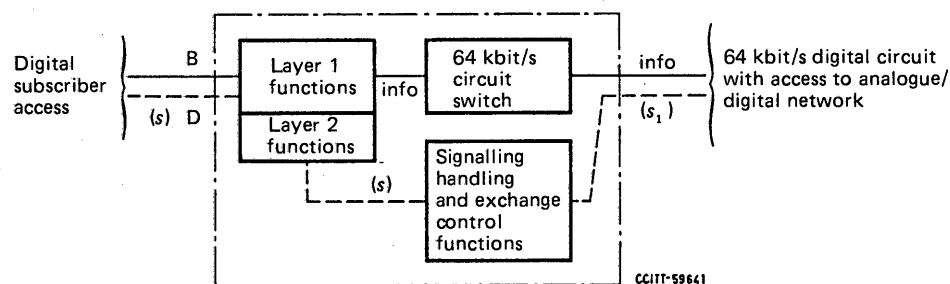 Digital
subscriber
access
B
(s) D
Layer 1
functions
Layer 2
functions
info
64 kbit/s
circuit
switch
(s)
Signalling
handling
and exchange
control
functions
info
(s₁)
64 kbit/s digital circuit
with access to analogue/
digital network
CCITT-59641